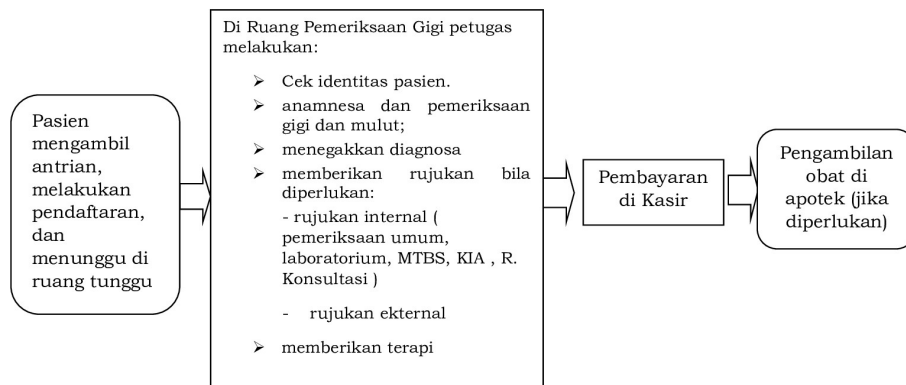 Pasien
mengambil
antrian,
melakukan
pendaftaran,
dan
menunggu di
ruang tunggu
Di Ruang Pemeriksaan Gigi petugas
melakukan:
➢ Cek identitas pasien.
➢ anamnesa dan pemeriksaan
gigi dan mulut;
➢ menegakkan diagnosa
➢ memberikan rujukan bila
diperlukan:
- rujukan internal (
pemeriksaan umum,
laboratorium, MTBS, KIA , R.
Konsultasi )
- rujukan ekternal
➢ memberikan terapi
Pembayaran
di Kasir
Pengambilan
obat di
apotek (jika
diperlukan)